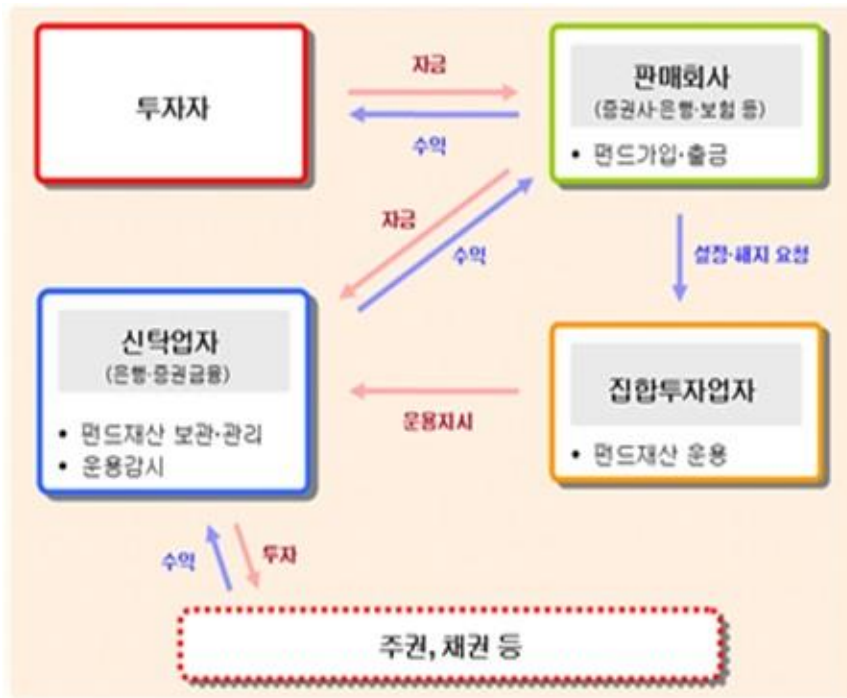 투자자
자금
수익
판매회사
(증권사·은행·보험 등)
• 펀드가입·출금
자금
수익
설정·해지 요청
신탁업자
(은행·증권금융)
• 펀드재산 보관·관리
• 운용감시
운용지시
집합투자업자
• 펀드재산 운용
수익
투자
주권, 채권 등